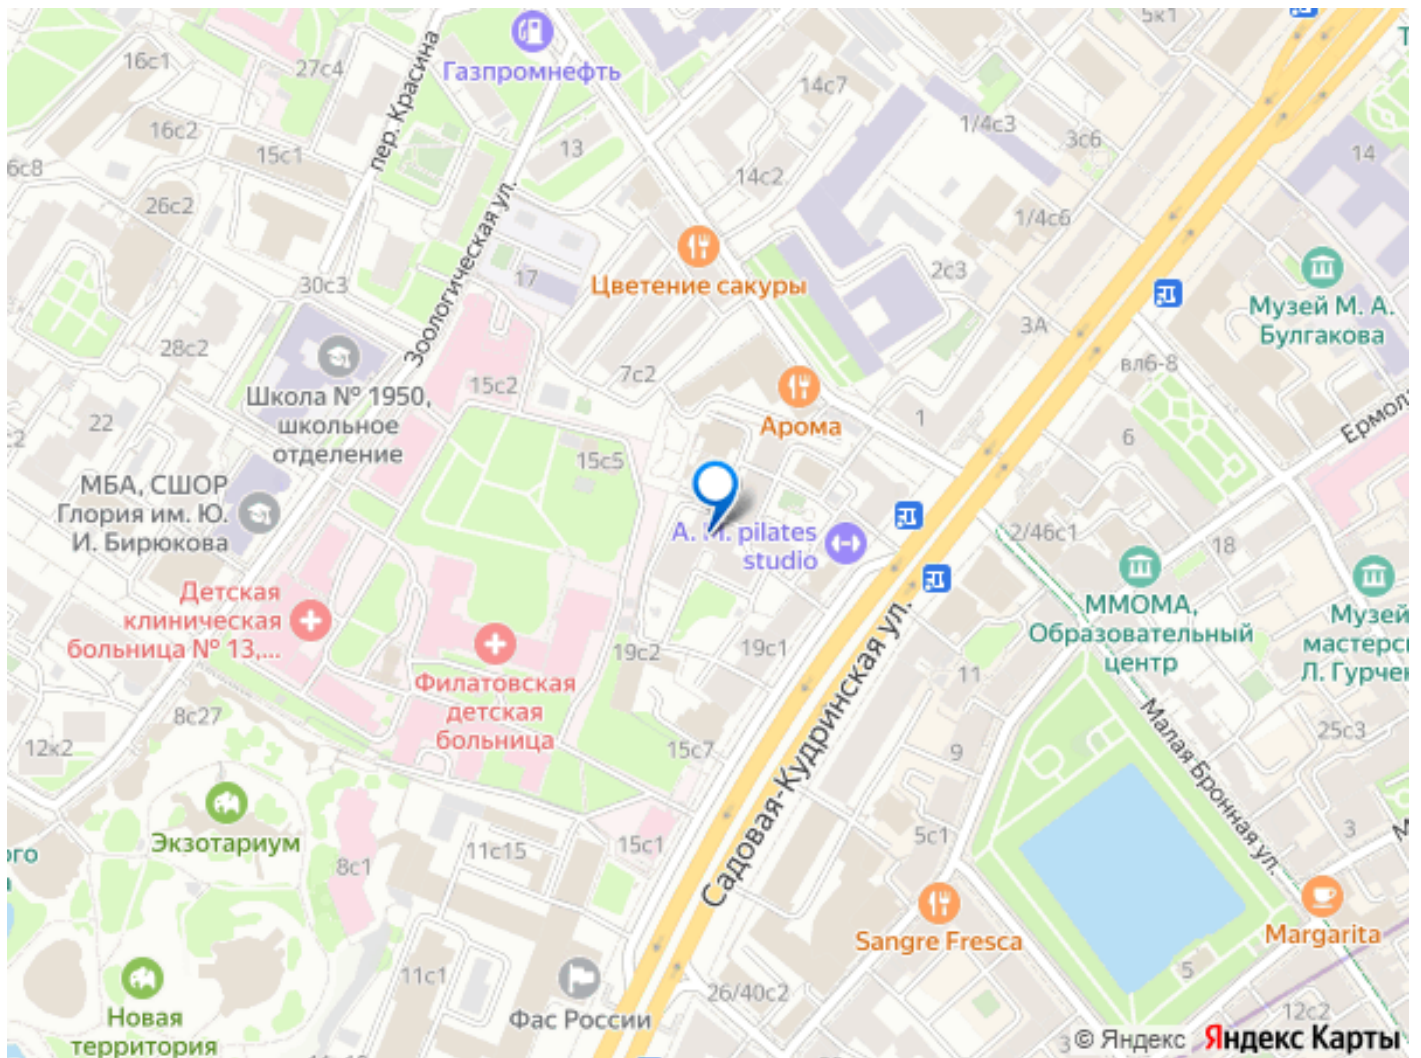 5к1
16с1
27с4
пер. Красина
Газпромнефть
14с7
1/4с3
3с6
14
16с2
15с1
13
6с8
14с2
26с2
1/4с6
Зоологическая ул.
17
2с3
30с3
Цветение сакуры
Музей М. А.
Булгакова
3А
28с2
вл6-8
15с2
7с2
Школа № 1950,
школьное
отделение
22
Арома
1
6
15с5
МБА, СШОР
Глория им. Ю.
И. Бирюкова
A. M. pilates
studio
2/46с1
18
Детская
клиническая
больница № 13,...
ММОМА,
Образовательный
центр
19с2
19с1
Филатовская
детская
больница
11
8с27
12к2
15с7
9
Садовая-Кудринская ул.
Малая Бронная ул.
25с3
Экзотариум
8с1
11с15
15с1
5с1
3
Sangre Fresca
Margarita
11с1
5
Новая
территория
Фас России
26/40с2
12с2
© Яндекс Яндекс Карты